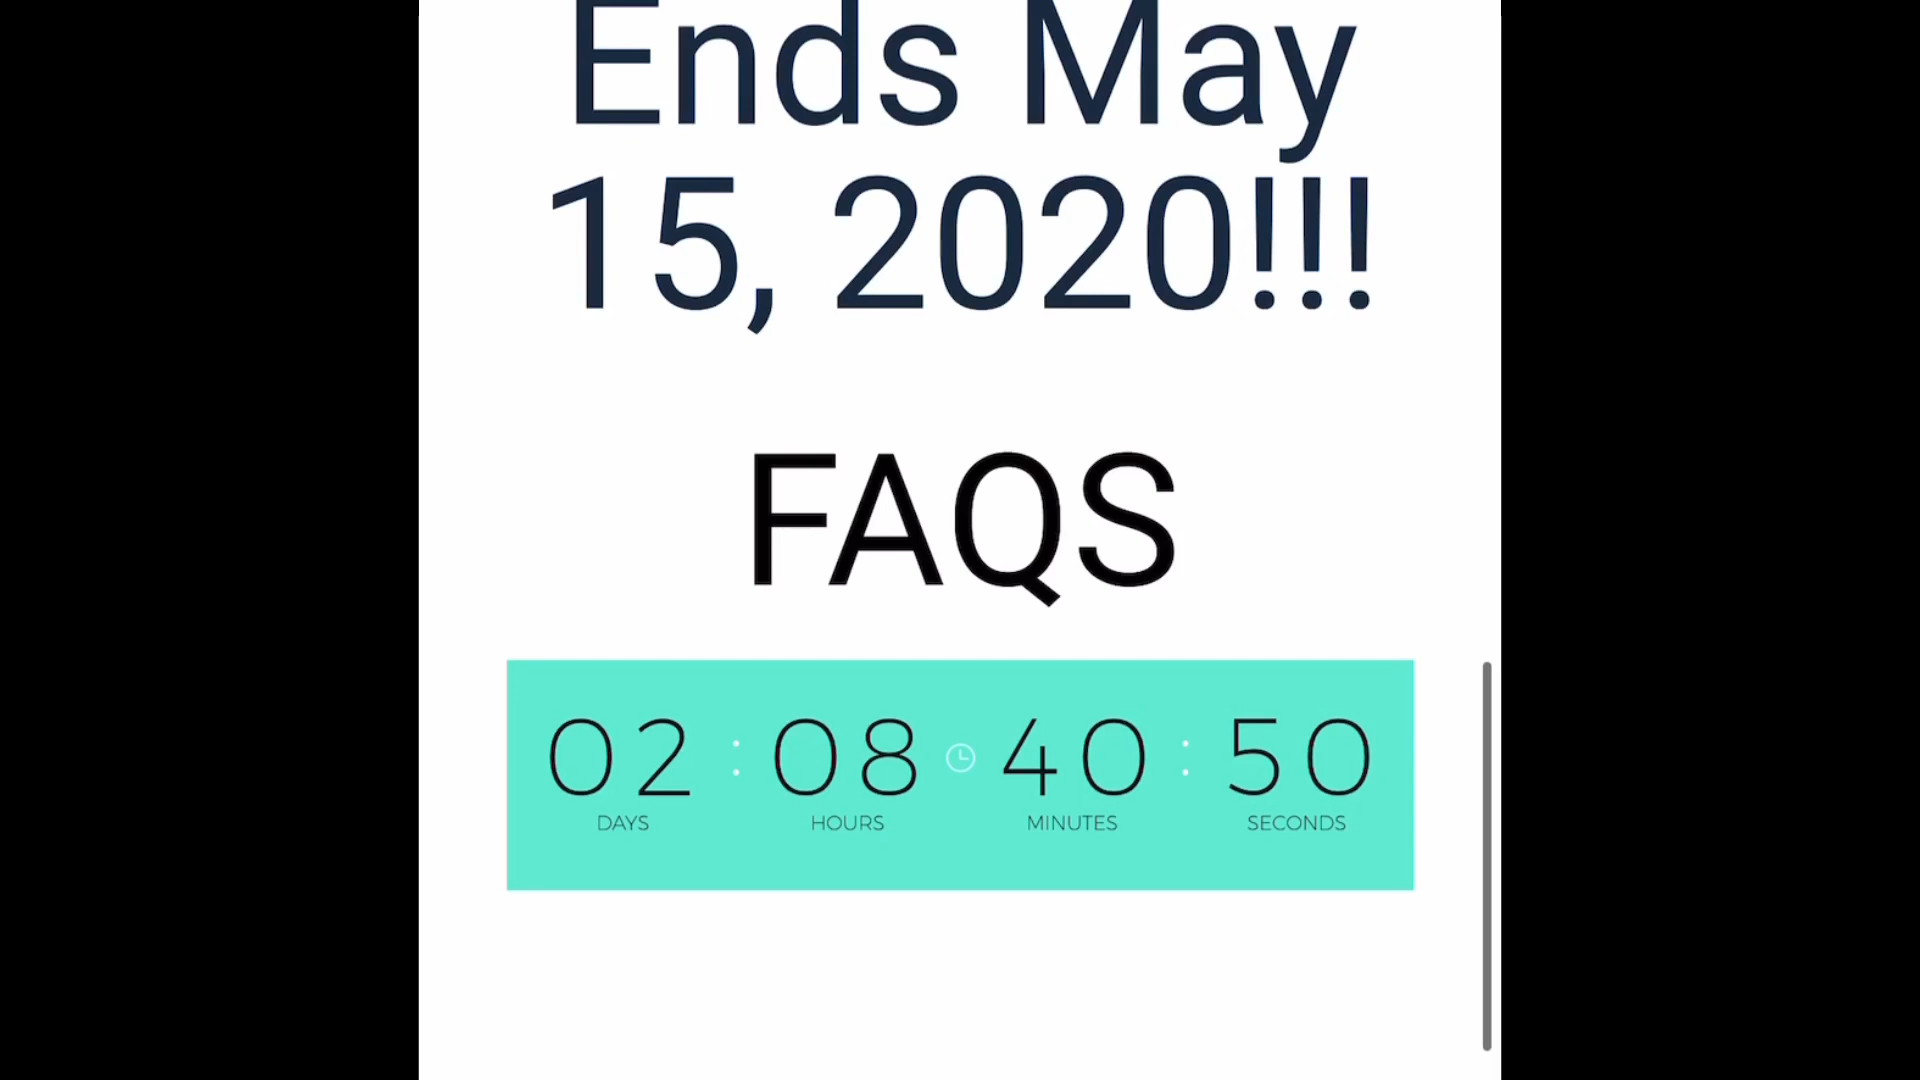 Ends May
15, 2020!!!
FAQS
02 : 08 40 : 50
DAYS HOURS MINUTES SECONDS